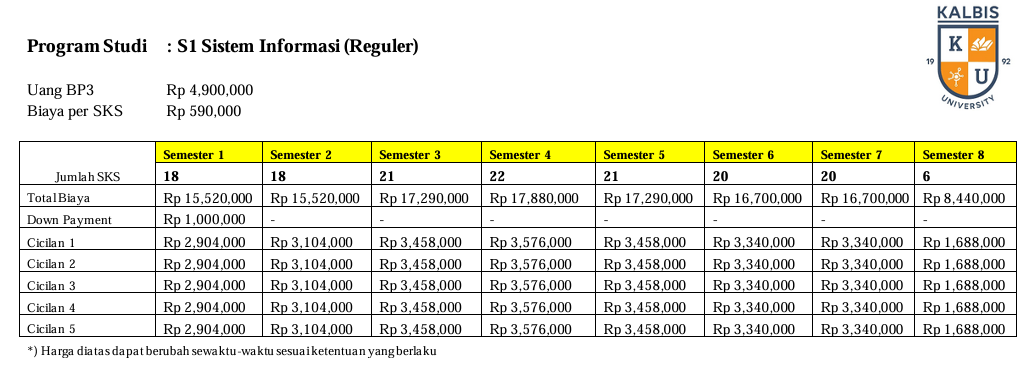 KALBIS
K
19 92
U
UNIVERSITY
Program Studi : S1 Sistem Informasi (Reguler)
Uang BP3 Rp 4,900,000
Biaya per SKS Rp 590,000
Semester 1 Semester 2 Semester 3 Semester 4 Semester 5 Semester 6 Semester 7 Semester 8
Jumlah SKS 18 18 21 22 21 20 20 6
Total Biaya Rp 15,520,000 Rp 15,520,000 Rp 17,290,000 Rp 17,880,000 Rp 17,290,000 Rp 16,700,000 Rp 16,700,000 Rp 8,440,000
Down Payment Rp 1,000,000 - - - - - - -
Cicilan 1 Rp 2,904,000 Rp 3,104,000 Rp 3,458,000 Rp 3,576,000 Rp 3,458,000 Rp 3,340,000 Rp 3,340,000 Rp 1,688,000
Cicilan 2 Rp 2,904,000 Rp 3,104,000 Rp 3,458,000 Rp 3,576,000 Rp 3,458,000 Rp 3,340,000 Rp 3,340,000 Rp 1,688,000
Cicilan 3 Rp 2,904,000 Rp 3,104,000 Rp 3,458,000 Rp 3,576,000 Rp 3,458,000 Rp 3,340,000 Rp 3,340,000 Rp 1,688,000
Cicilan 4 Rp 2,904,000 Rp 3,104,000 Rp 3,458,000 Rp 3,576,000 Rp 3,458,000 Rp 3,340,000 Rp 3,340,000 Rp 1,688,000
Cicilan 5 Rp 2,904,000 Rp 3,104,000 Rp 3,458,000 Rp 3,576,000 Rp 3,458,000 Rp 3,340,000 Rp 3,340,000 Rp 1,688,000
*) Harga diatas dapat berubah sewaktu-waktu sesuai ketentuan yang berlaku